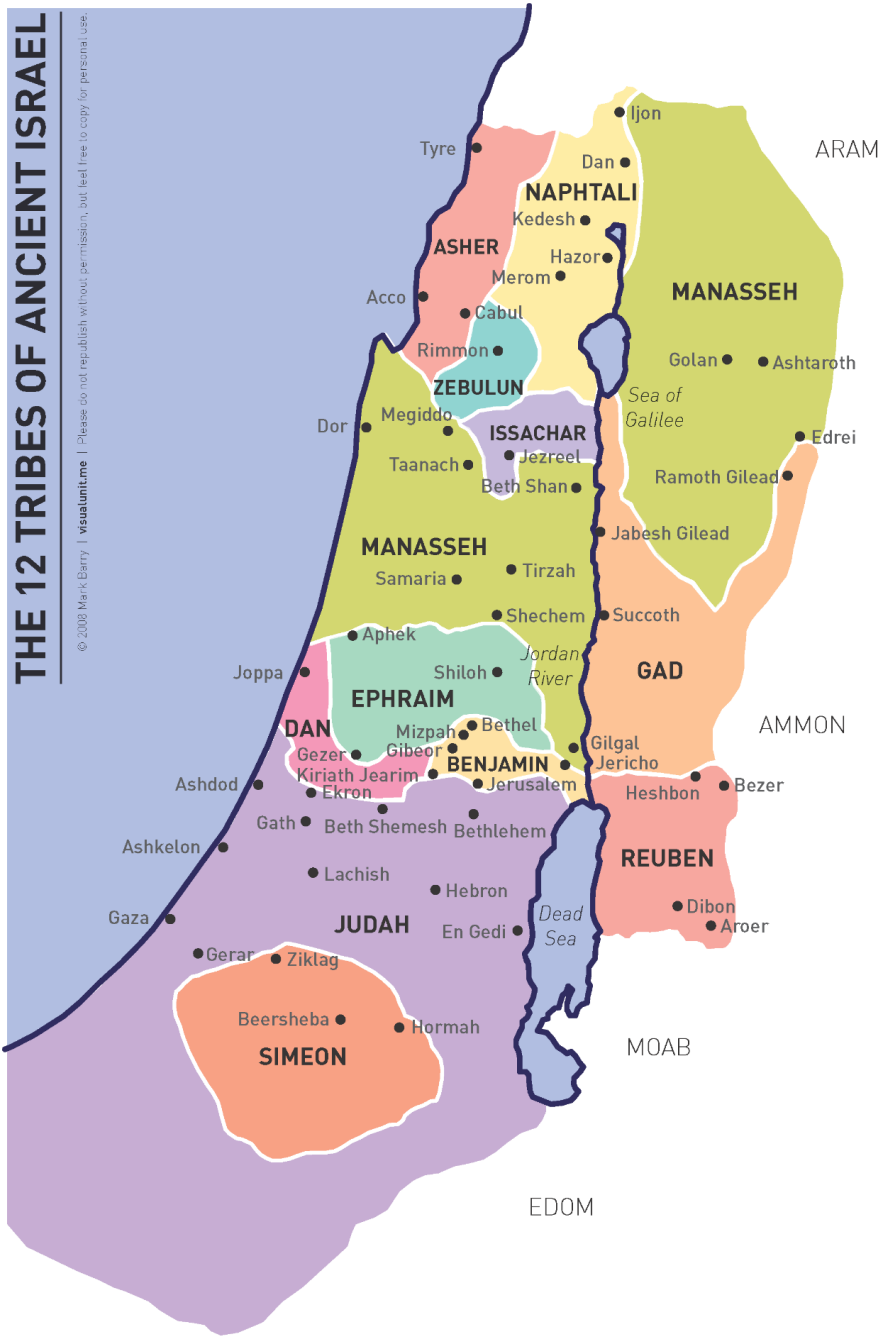 THE 12 TRIBES OF ANCIENT ISRAEL
© 2008 Mark Barry | visualunit.me | Please do not republish without permission, but feel free to copy for personal use.
Ijon
ARAM
Tyre
Dan
NAPHTALI
Kedesh
ASHER
Hazor
Merom
MANASSEH
Acco
Cabul
Rimmon
Golan
Ashtaroth
ZEBULUN
Sea of
Galilee
Megiddo
Dor
ISSACHAR
Edrei
Jezreel
Taanach
Ramoth Gilead
Beth Shan
Jabesh Gilead
MANASSEH
Tirzah
Samaria
Shechem
Succoth
Aphek
Jordan
River
Joppa
Shiloh
GAD
EPHRAIM
DAN
Bethel
AMMON
Mizpah
Gibeor
Gilgal
Gezer
BENJAMIN
Jericho
Kiriath Jearim
Ashdod
Jerusalem
Heshbon
Bezer
Ekron
Gath
Beth Shemesh
Bethlehem
Ashkelon
REUBEN
Lachish
Hebron
Dibon
Gaza
JUDAH
En Gedi
Dead
Sea
Aroer
Gerar
Ziklag
Beersheba
Hormah
SIMEON
MOAB
EDOM